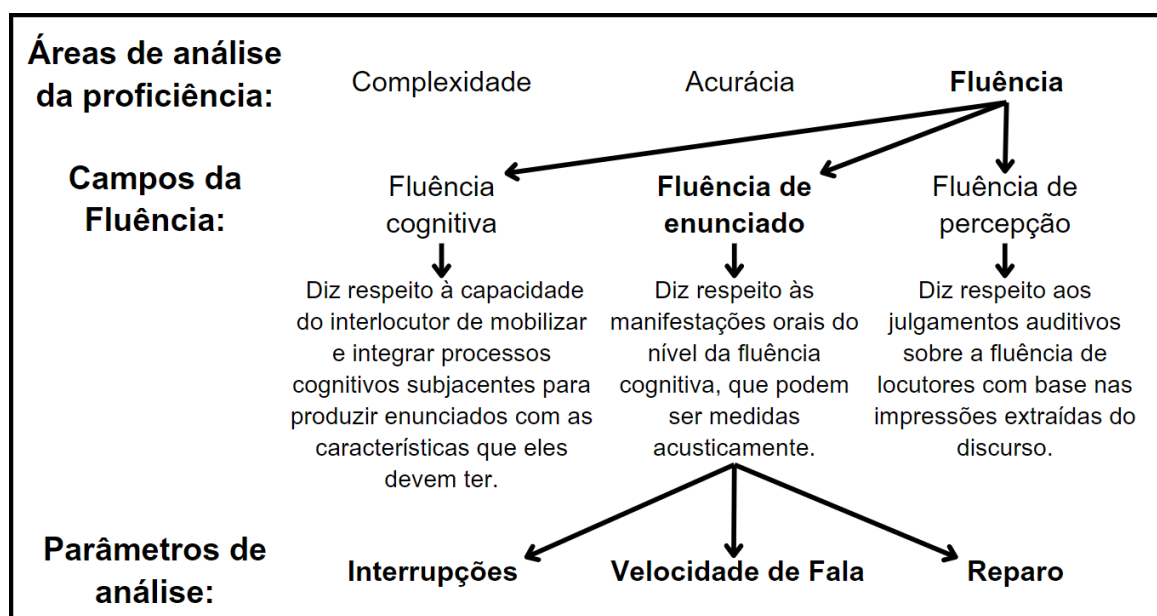 Áreas de análise
da proficiência:
Complexidade
Acurácia
Fluência
Campos da
Fluência:
Fluência
cognitiva
Fluência de
enunciado
Fluência de
percepção
Diz respeito à capacidade
do interlocutor de mobilizar
e integrar processos
cognitivos subjacentes para
produzir enunciados com as
características que eles
devem ter.
Diz respeito às
manifestações orais do
nível da fluência
cognitiva, que podem
ser medidas
acusticamente.
Diz respeito aos
julgamentos auditivos
sobre a fluência de
locutores com base nas
impressões extraídas do
discurso.
Parâmetros de
análise:
Interrupções
Velocidade de Fala
Reparo